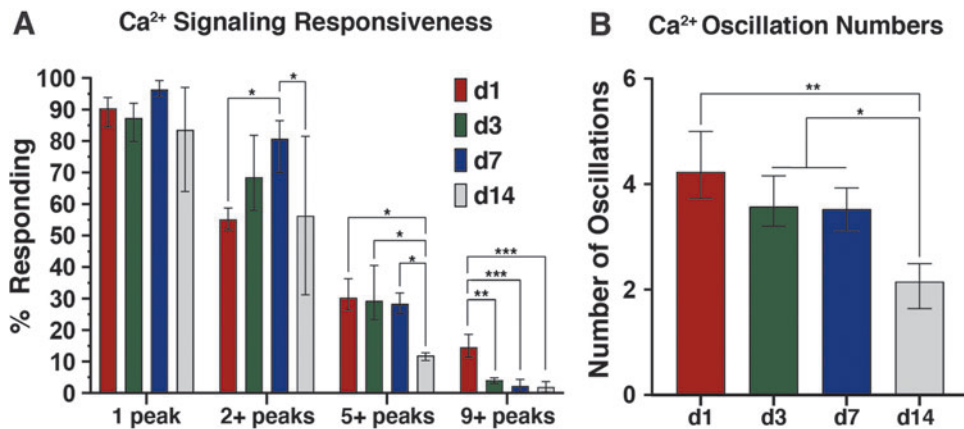 A
Ca²⁺ Signaling Responsiveness
% Responding
100
90
80
70
60
50
40
30
20
10
0
*
*
*
*
*
***
***
**
d1
d3
d7
d14
1 peak 2+ peaks 5+ peaks 9+ peaks
B
Ca²⁺ Oscillation Numbers
Number of Oscillations
6
4
2
0
**
*
d1 d3 d7 d14